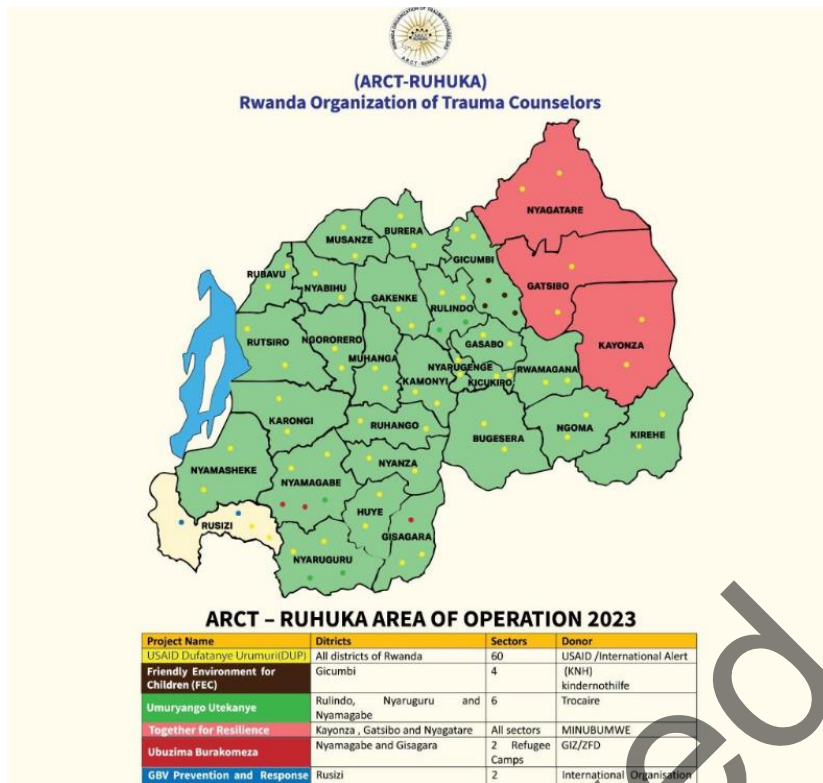 (ARCT-RUHUKA)
Rwanda Organization of Trauma Counselors
NYAGATARE
BURERA
MUSANZE
GICUMBI
RUBAVU
NYABIHU
GATSIBO
GAKENKE
RULINDO
RUTSIRO
NGORORERO
GASABO
KAYONZA
MUHANGA
NYARUGENGE
RWAMAGANA
KAMONYI
KICUKIRO
KARONGI
RUHANGO
NGOMA
BUGESERA
KIREHE
NYANZA
NYAMASHEKE
NYAMAGABE
HUYE
RUSIZI
GISAGARA
NYARUGURU
ARCT – RUHUKA AREA OF OPERATION 2023
Project Name Ditricts Sectors Donor
USAID Dufatanye Urumuri(DUP) All districts of Rwanda 60 USAID /International Alert
Friendly Environment for Gicumbi 4 (KNH)
Children (FEC) kindernothilfe
Umuryango Utekanye Rulindo, Nyaruguru and 6 Trocaire
Nyamagabe
Together for Resilience Kayonza , Gatsibo and Nyagatare All sectors MINUBUMWE
Ubuzima Burakomeza Nyamagabe and Gisagara 2 Refugee GIZ/ZFD
Camps
GBV Prevention and Response Rusizi 2 International Organisation